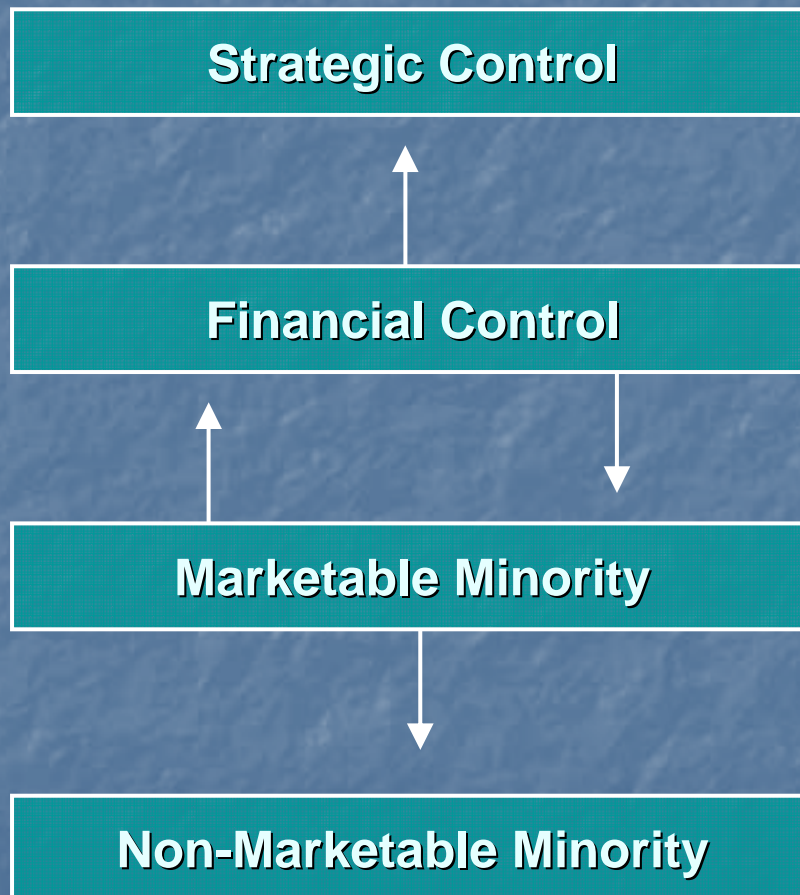 Strategic Control
Financial Control
Marketable Minority
Non-Marketable Minority